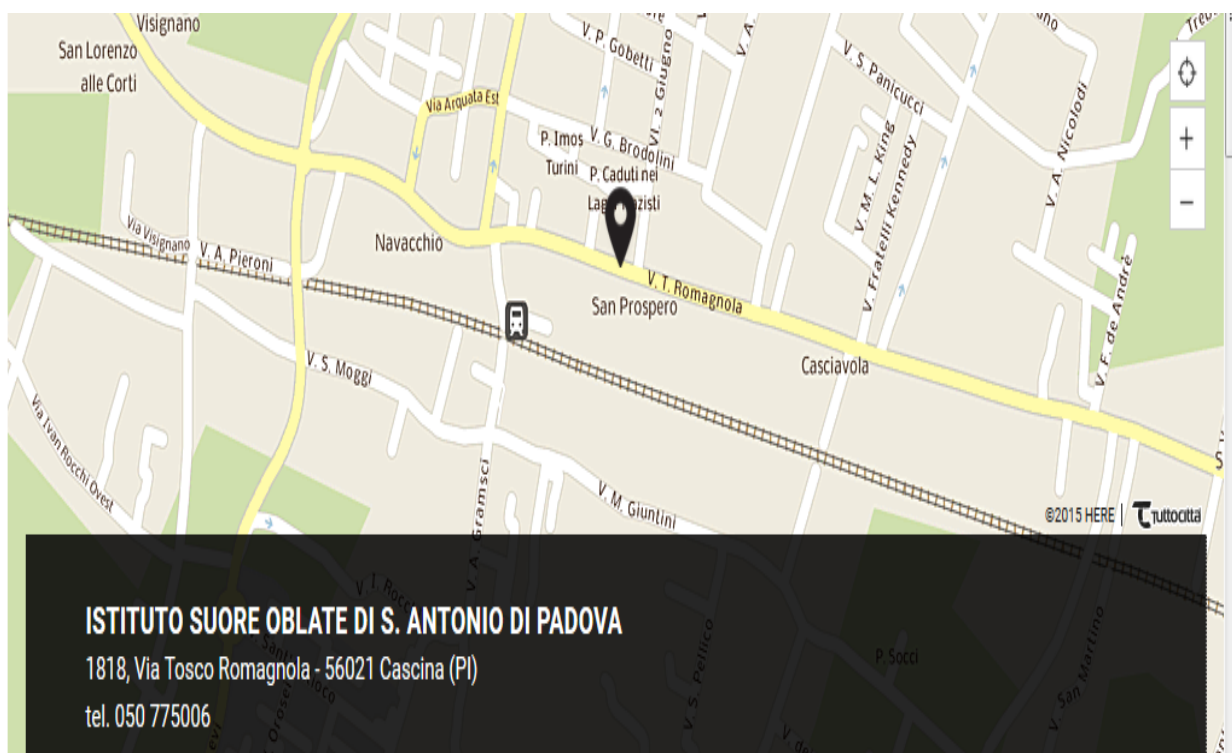 Visignano
San Lorenzo
alle Corti
V. P. Gobetti
V. A.
V. S. Panicucci
Via Arquata Est
V. G. Brodolini
Vl. 2 Giugno
P. Imos
Turini
P. Caduti nei
V. M. L. King
V. Fratelli Kennedy
V. A. Nicolodi
Via Visignano
V. A. Pieroni
Navacchio
V. T. Romagnola
San Prospero
Casciavola
V. F. de Andrè
V. S. Moggi
Via Ivan Rocchi Ovest
V. A. Gramsci
V. M. Giuntini
©2015 HERE
Tuttocittà
ISTITUTO SUORE OBLATE DI S. ANTONIO DI PADOVA
1818, Via Tosco Romagnola - 56021 Cascina (PI)
tel. 050 775006
V. S. Pellico
P. Socci
V. San Martino